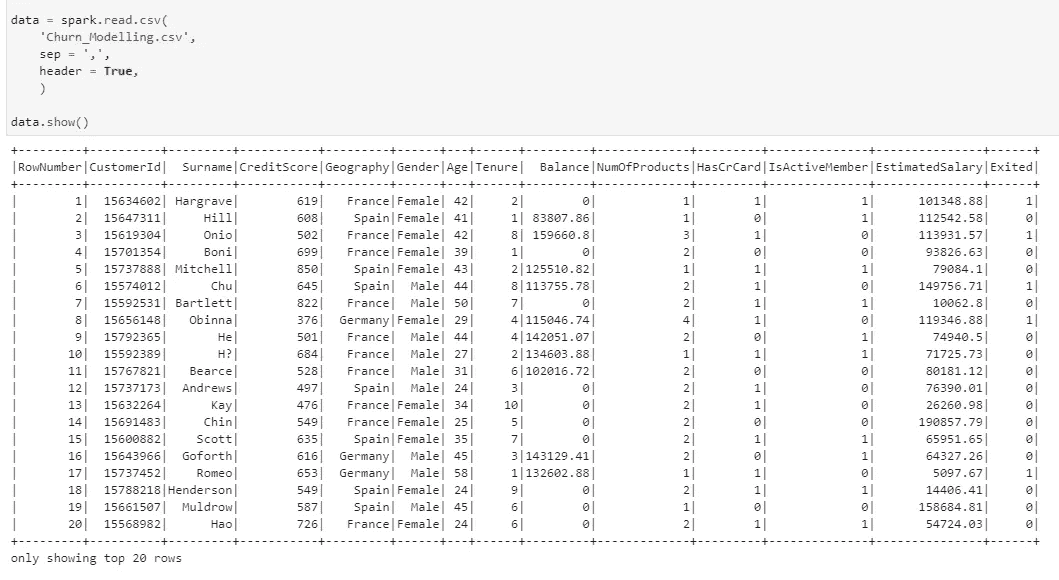 data = spark.read.csv(
    'Churn_Modelling.csv',
    sep = ',',
    header = True,
    )

data.show()
+---------+----------+---------+-----------+---------+------+---+------+---------+-------------+---------+--------------+---------------+------+
|RowNumber|CustomerId|  Surname|CreditScore|Geography|Gender|Age|Tenure|  Balance|NumOfProducts|HasCrCard|IsActiveMember|EstimatedSalary|Exited|
+---------+----------+---------+-----------+---------+------+---+------+---------+-------------+---------+--------------+---------------+------+
|        1|  15634602| Hargrave|        619|   France|Female| 42|     2|        0|            1|        1|             1|      101348.88|     1|
|        2|  15647311|     Hill|        608|    Spain|Female| 41|     1| 83807.86|            1|        0|             1|      112542.58|     0|
|        3|  15619304|     Onio|        502|   France|Female| 42|     8| 159660.8|            3|        1|             0|      113931.57|     1|
|        4|  15701354|     Boni|        699|   France|Female| 39|     1|        0|            2|        0|             0|       93826.63|     0|
|        5|  15737888| Mitchell|        850|    Spain|Female| 43|     2|125510.82|            1|        1|             1|        79084.1|     0|
|        6|  15574012|      Chu|        645|    Spain|  Male| 44|     8|113755.78|            2|        1|             0|      149756.71|     1|
|        7|  15592531| Bartlett|        822|   France|  Male| 50|     7|        0|            2|        1|             1|        10062.8|     0|
|        8|  15656148|   Obinna|        376|  Germany|Female| 29|     4|115046.74|            4|        1|             0|      119346.88|     1|
|        9|  15792365|       He|        501|   France|  Male| 44|     4|142051.07|            2|        0|             1|        74940.5|     0|
|       10|  15592389|       H?|        684|   France|  Male| 27|     2|134603.88|            1|        1|             1|       71725.73|     0|
|       11|  15767821|   Bearce|        528|   France|  Male| 31|     6|102016.72|            2|        0|             0|       80181.12|     0|
|       12|  15737173|  Andrews|        497|    Spain|  Male| 24|     3|        0|            2|        1|             0|       76390.01|     0|
|       13|  15632264|      Kay|        476|   France|Female| 34|    10|        0|            2|        1|             0|       26260.98|     0|
|       14|  15691483|     Chin|        549|   France|Female| 25|     5|        0|            2|        0|             0|      190857.79|     0|
|       15|  15600882|    Scott|        635|    Spain|Female| 35|     7|        0|            2|        1|             1|       65951.65|     0|
|       16|  15643966|  Goforth|        616|  Germany|  Male| 45|     3|143129.41|            2|        0|             1|       64327.26|     0|
|       17|  15737452|    Romeo|        653|  Germany|  Male| 58|     1|132602.88|            1|        1|             0|        5097.67|     1|
|       18|  15788218|Henderson|        549|    Spain|Female| 24|     9|        0|            2|        1|             1|       14406.41|     0|
|       19|  15661507|  Muldrow|        587|    Spain|  Male| 45|     6|        0|            1|        0|             0|      158684.81|     0|
|       20|  15568982|      Hao|        726|   France|Female| 24|     6|        0|            2|        1|             1|       54724.03|     0|
+---------+----------+---------+-----------+---------+------+---+------+---------+-------------+---------+--------------+---------------+------+
only showing top 20 rows